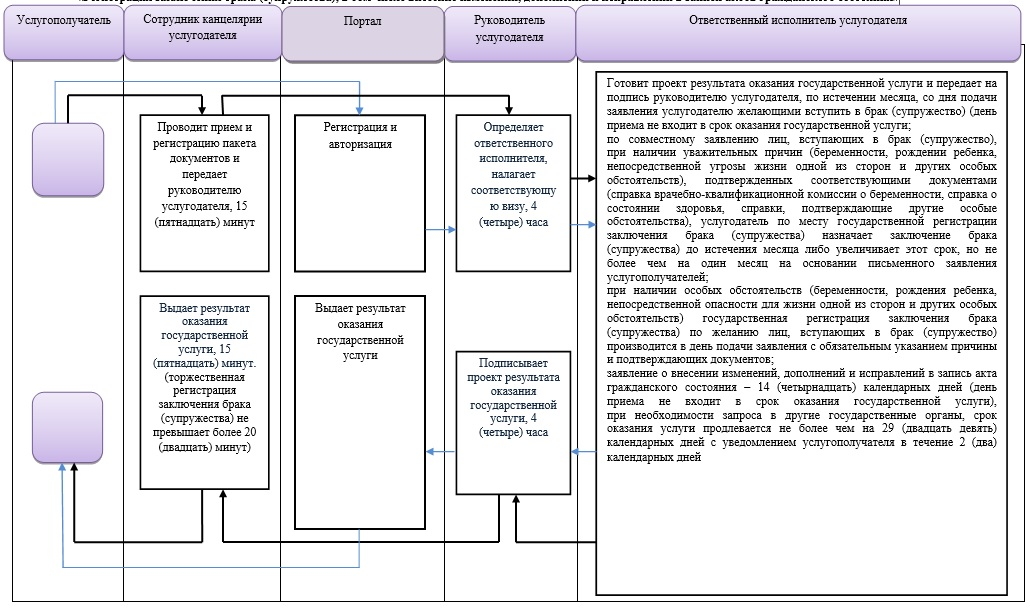 Услугополучатель
Сотрудник канцелярии
услугодателя
Портал
Руководитель
услугодателя
Ответственный исполнитель услугодателя
Проводит прием и
регистрацию пакета
документов и
передает
руководителю
услугодателя, 15
(пятнадцать) минут
Регистрация и
авторизация
Определяет
ответственного
исполнителя,
налагает
соответствующу
ю визу, 4
(четыре) часа
Готовит проект результата оказания государственной услуги и передает на
подпись руководителю услугодателя, по истечении месяца, со дня подачи
заявления услугодателю желающими вступить в брак (супружество) (день
приема не входит в срок оказания государственной услуги;
по совместному заявлению лиц, вступающих в брак (супружество),
при наличии уважительных причин (беременности, рождении ребенка,
непосредственной угрозы жизни одной из сторон и других особых
обстоятельств), подтвержденных соответствующими документами
(справка врачебно-квалификационной комиссии о беременности, справка о
состоянии здоровья, справки, подтверждающие другие особые
обстоятельства), услугодатель по месту государственной регистрации
заключения брака (супружества) назначает заключение брака
(супружества) до истечения месяца либо увеличивает этот срок, но не
более чем на один месяц на основании письменного заявления
услугополучателей;
при наличии особых обстоятельств (беременности, рождения ребенка,
непосредственной опасности для жизни одной из сторон и других особых
обстоятельств) государственная регистрация заключения брака
(супружества) по желанию лиц, вступающих в брак (супружество)
производится в день подачи заявления с обязательным указанием причины
и подтверждающих документов;
заявление о внесении изменений, дополнений и исправлений в запись акта
гражданского состояния – 14 (четырнадцать) календарных дней (день
приема не входит в срок оказания государственной услуги),
при необходимости запроса в другие государственные органы, срок
оказания услуги продлевается не более чем на 29 (двадцать девять)
календарных дней с уведомлением услугополучателя в течение 2 (два)
календарных дней
Выдает результат
оказания
государственной
услуги, 15
(пятнадцать) минут.
(торжественная
регистрация
заключения брака
(супружества) не
превышает более 20
(двадцать) минут)
Выдает результат
оказания
государственной
услуги
Подписывает
проект результата
оказания
государственной
услуги, 4
(четыре) часа